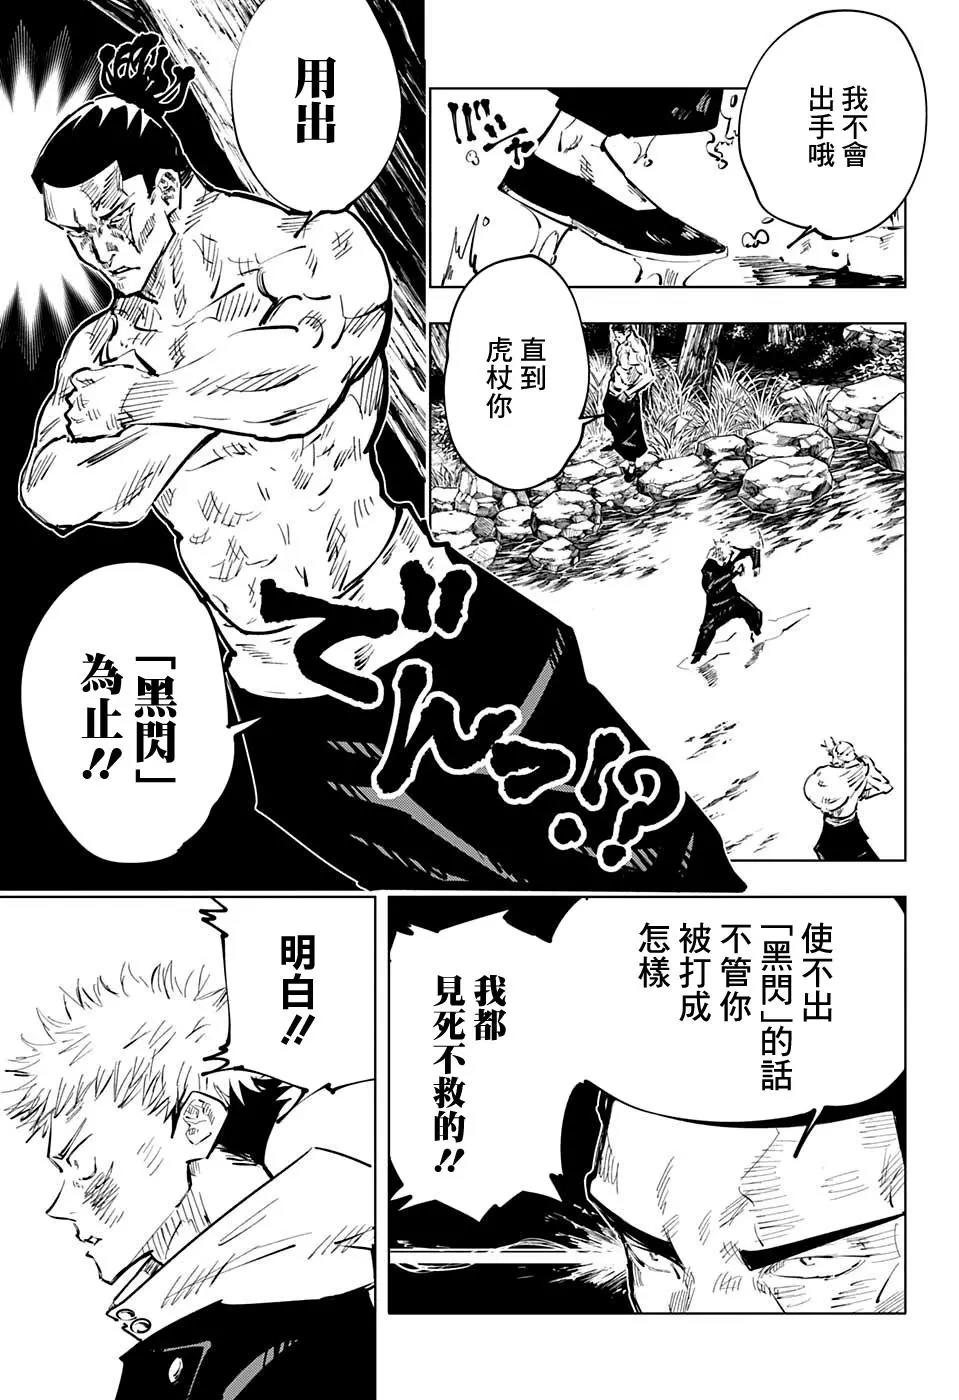 我不會
出手哦
ザッ
直到
虎杖你
用出
「黑閃」
為止!!
でんっ!?
使不出
「黑閃」的話
不管你
被打成
怎樣
我都
見死不救的!!
明白!!